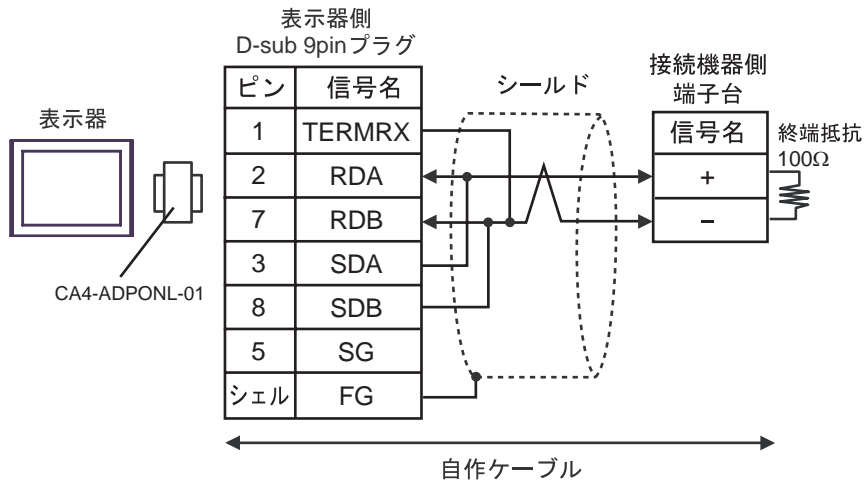 表示器側
D-sub 9pinプラグ
ピン 信号名
1 TERMRX
2 RDA
7 RDB
3 SDA
8 SDB
5 SG
シェル FG
シールド
接続機器側
端子台
信号名
+
−
終端抵抗
100Ω
表示器
CA4-ADPONL-01
自作ケーブル